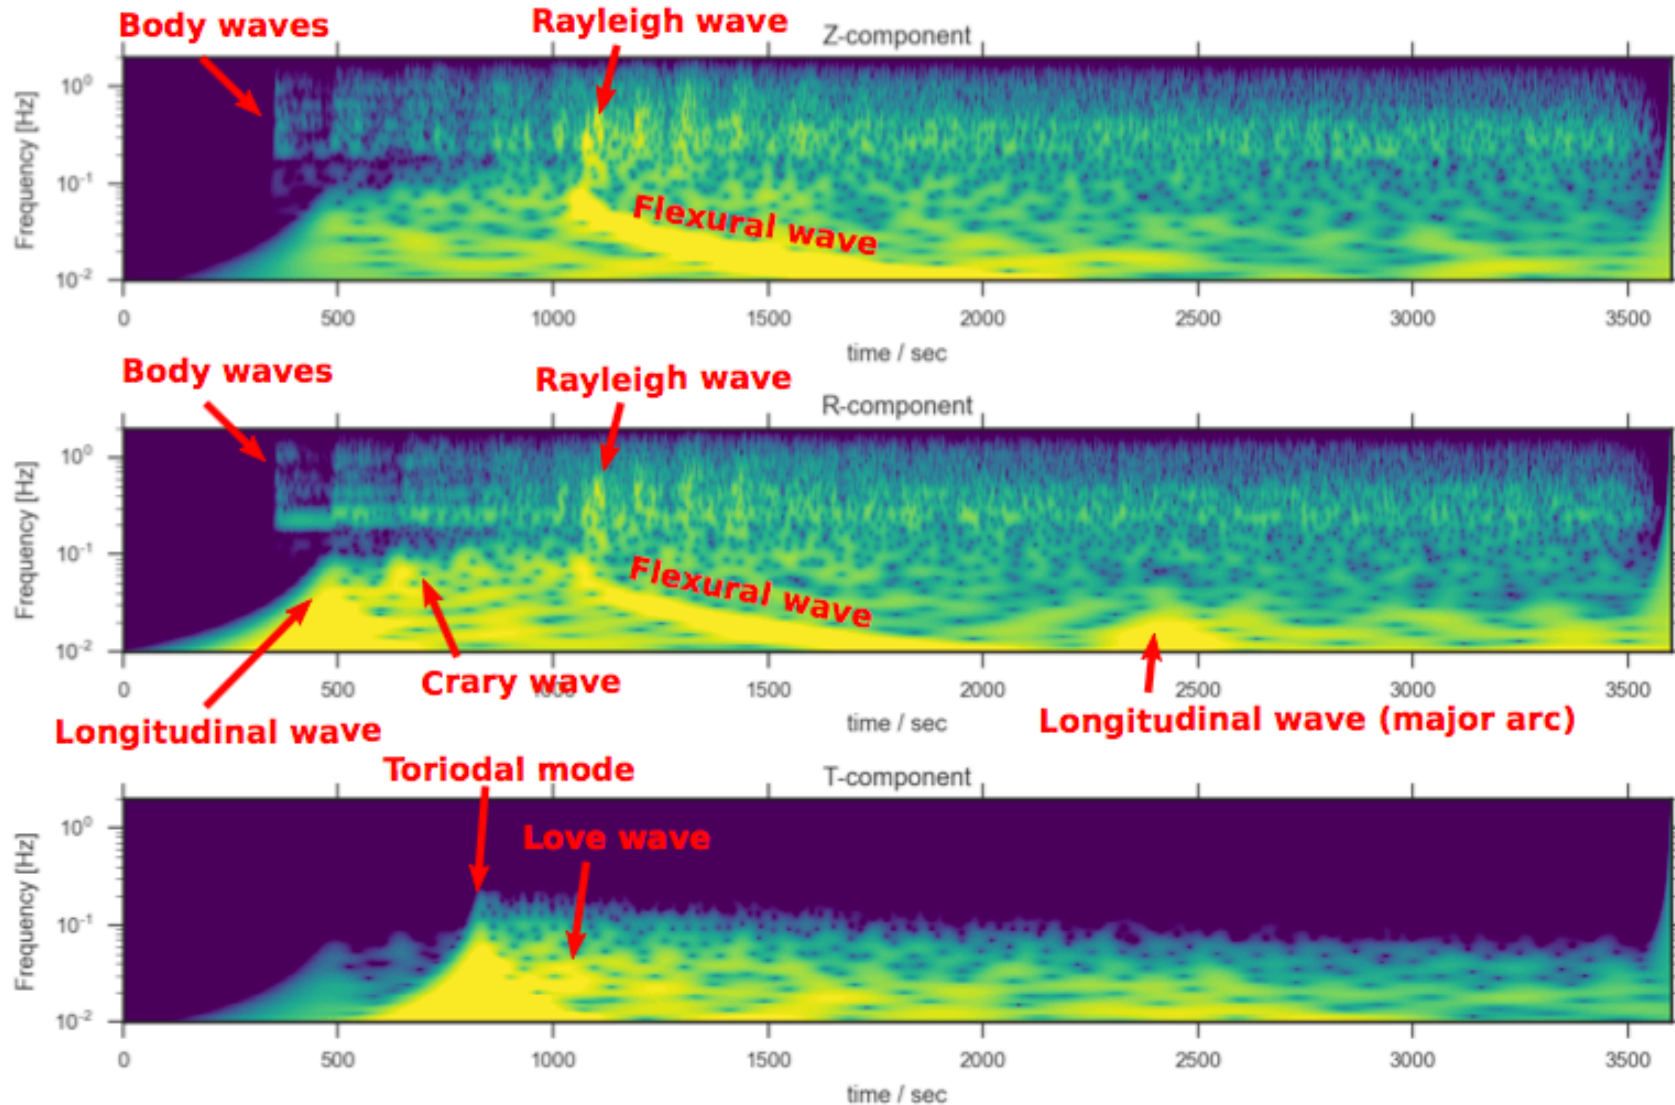 Body waves
Rayleigh wave
Z-component
Frequency [Hz]
10⁰
10⁻¹
10⁻²
Flexural wave
0 500 1000 1500 2000 2500 3000 3500
time / sec
Body waves
Rayleigh wave
R-component
Frequency [Hz]
10⁰
10⁻¹
10⁻²
Flexural wave
Crary wave
0 500 1000 1500 2000 2500 3000 3500
time / sec
Longitudinal wave
Longitudinal wave (major arc)
Toriodal mode
T-component
Love wave
Frequency [Hz]
10⁰
10⁻¹
10⁻²
0 500 1000 1500 2000 2500 3000 3500
time / sec